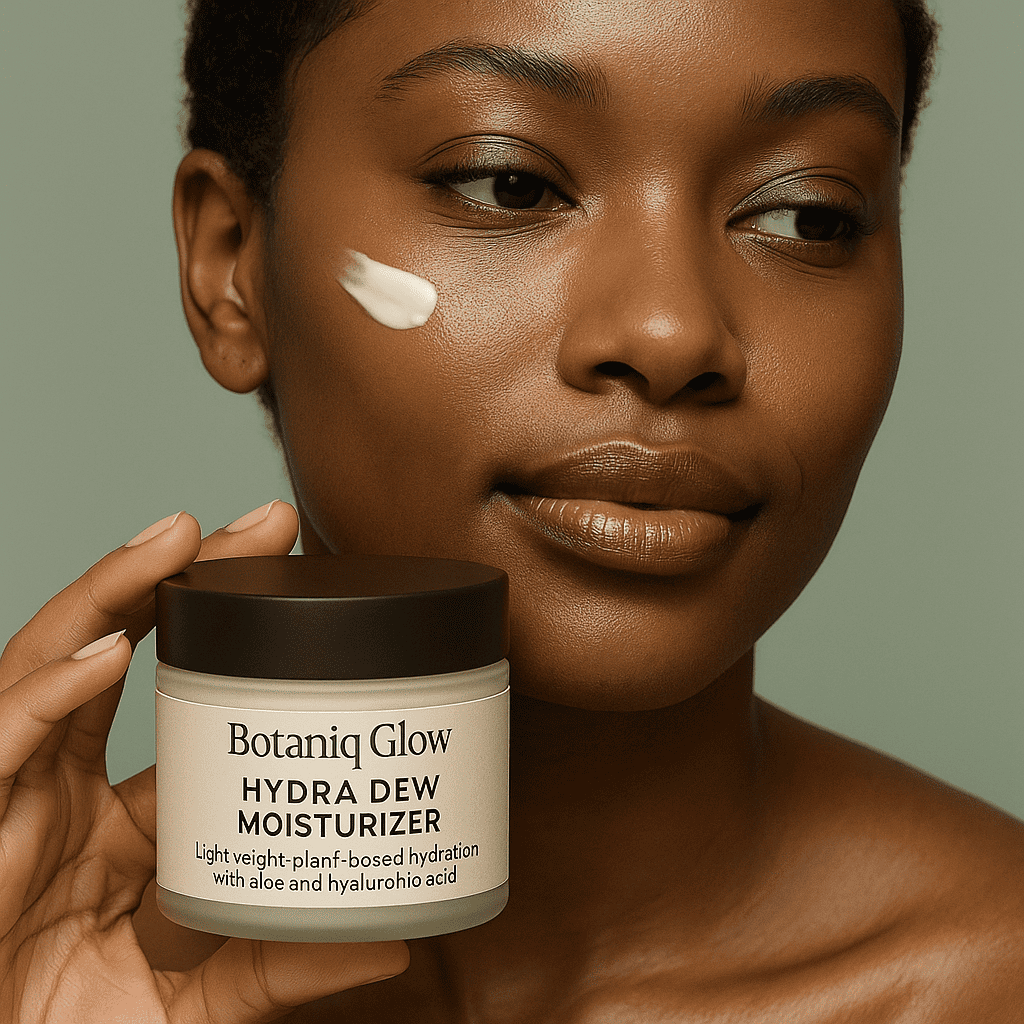 Botaniq Glow
HYDRA DEW
MOISTURIZER
Light veight-planf-bosed hydration
with aloe and hyalurohio acid